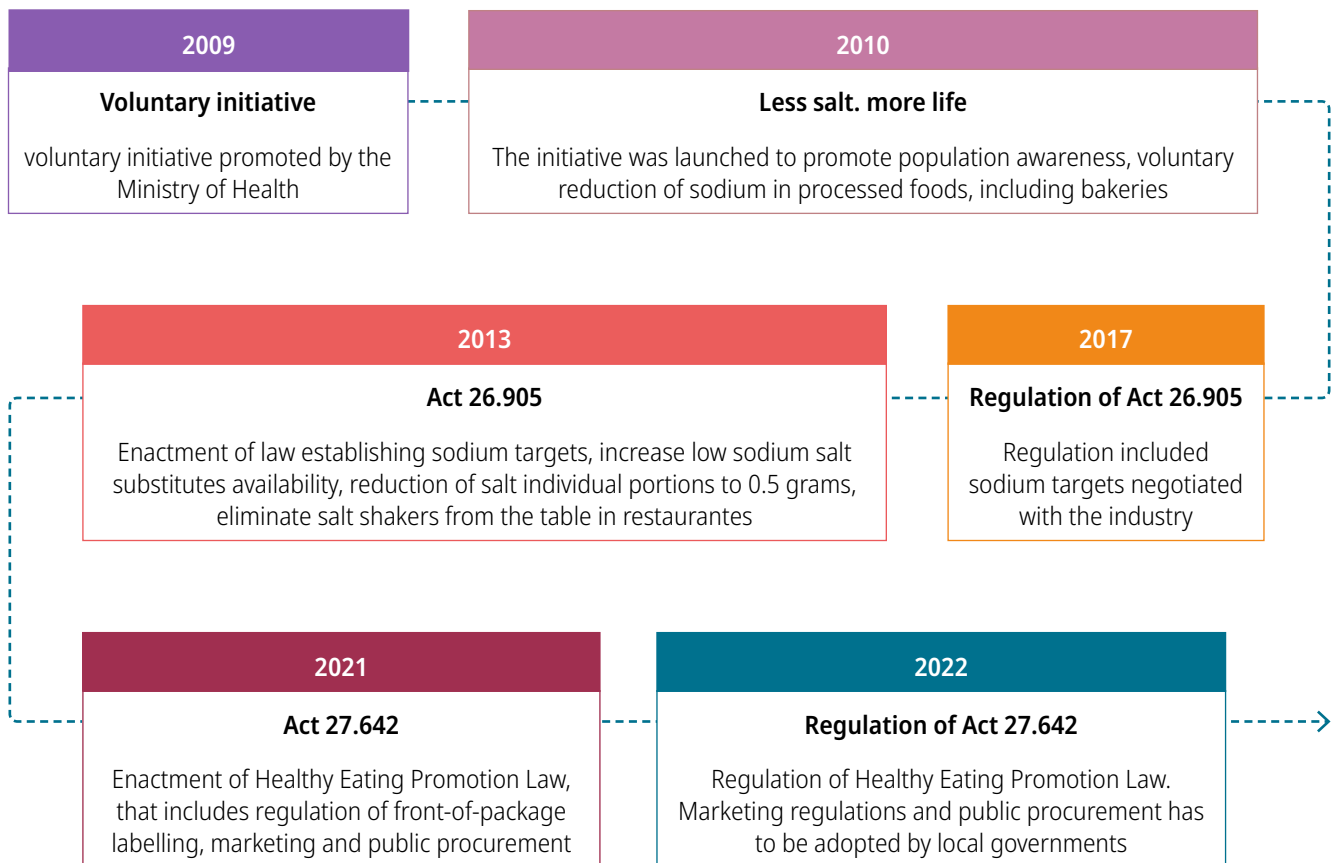 2009
Voluntary initiative
voluntary initiative promoted by the
Ministry of Health
2010
Less salt. more life
The initiative was launched to promote population awareness, voluntary
reduction of sodium in processed foods, including bakeries
2013
Act 26.905
Enactment of law establishing sodium targets, increase low sodium salt
substitutes availability, reduction of salt individual portions to 0.5 grams,
eliminate salt shakers from the table in restaurantes
2017
Regulation of Act 26.905
Regulation included
sodium targets negotiated
with the industry
2021
Act 27.642
Enactment of Healthy Eating Promotion Law,
that includes regulation of front-of-package
labelling, marketing and public procurement
2022
Regulation of Act 27.642
Regulation of Healthy Eating Promotion Law.
Marketing regulations and public procurement has
to be adopted by local governments